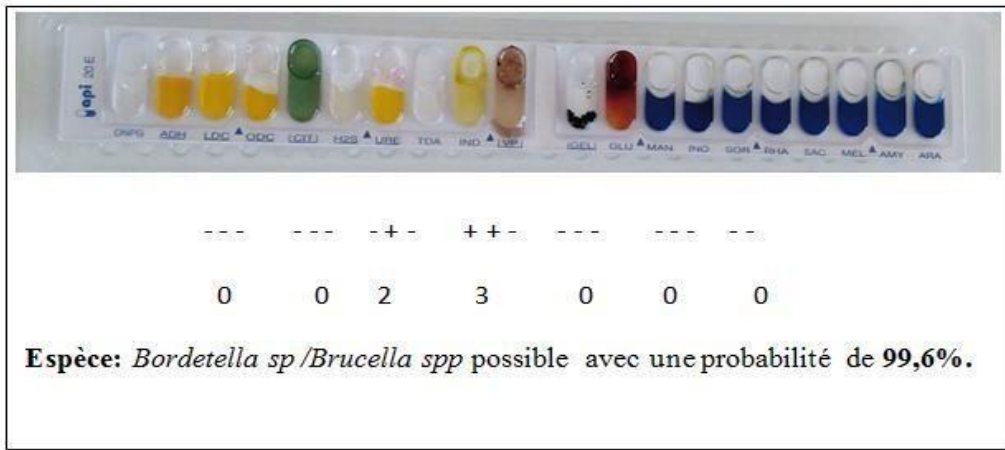 api 20 E
ONPG ADH LDC ODC |CIT| H2S URE TDA IND |VP| |GEL| GLU MAN INO SOR RHA SAC MEL AMY ARA
- - - - - - - + - + + - - - - - - - - -
0 0 2 3 0 0 0
Espèce: Bordetella sp /Brucella spp possible avec une probabilité de 99,6%.